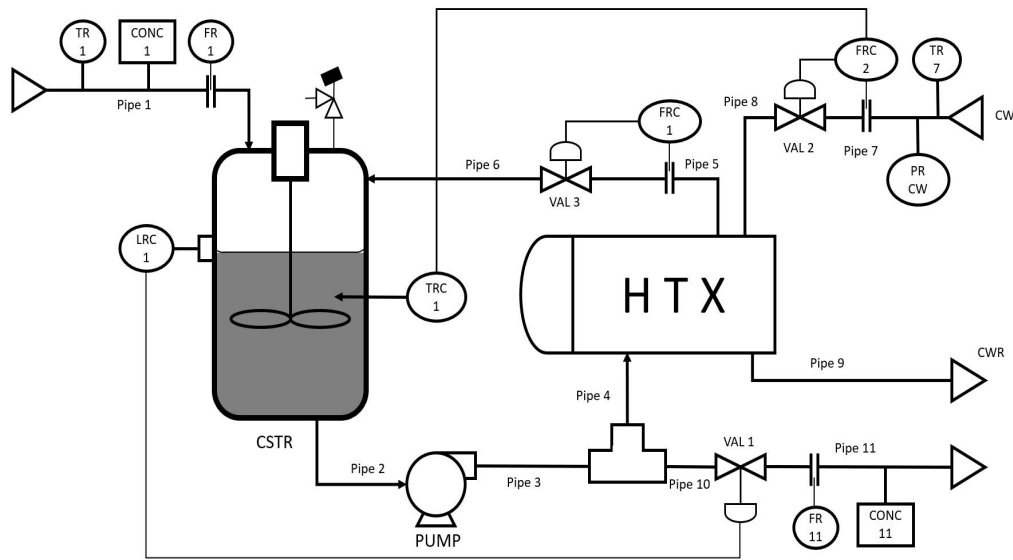 TR
1
CONC
1
FR
1
Pipe 1
FRC
2
TR
7
Pipe 8
CW
VAL 2
Pipe 7
PR
CW
FRC
1
Pipe 6
Pipe 5
VAL 3
LRC
1
TRC
1
HTX
CWR
Pipe 9
Pipe 4
CSTR
VAL 1
Pipe 11
Pipe 2
Pipe 3
Pipe 10
PUMP
FR
11
CONC
11